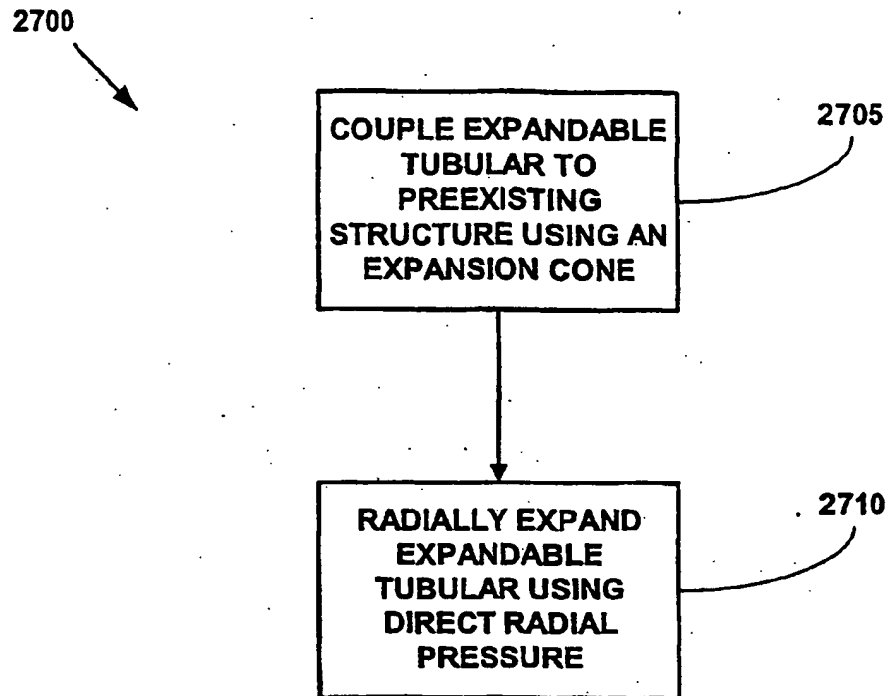 2700
COUPLE EXPANDABLE
TUBULAR TO
PREEXISTING
STRUCTURE USING AN
EXPANSION CONE
2705
RADIALLY EXPAND
EXPANDABLE
TUBULAR USING
DIRECT RADIAL
PRESSURE
2710